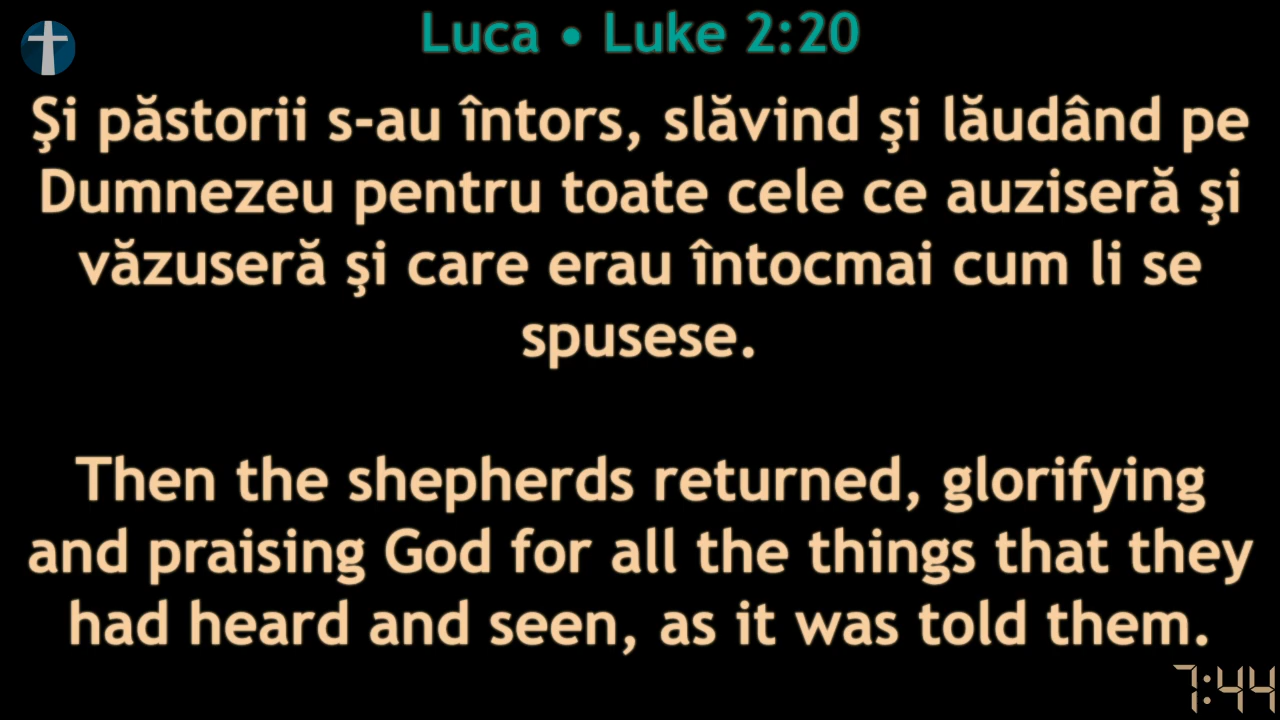 Luca • Luke 2:20
Şi păstorii s-au întors, slăvind şi lăudând pe
Dumnezeu pentru toate cele ce auziseră şi
văzuseră şi care erau întocmai cum li se
spusese.
Then the shepherds returned, glorifying
and praising God for all the things that they
had heard and seen, as it was told them.
7:44